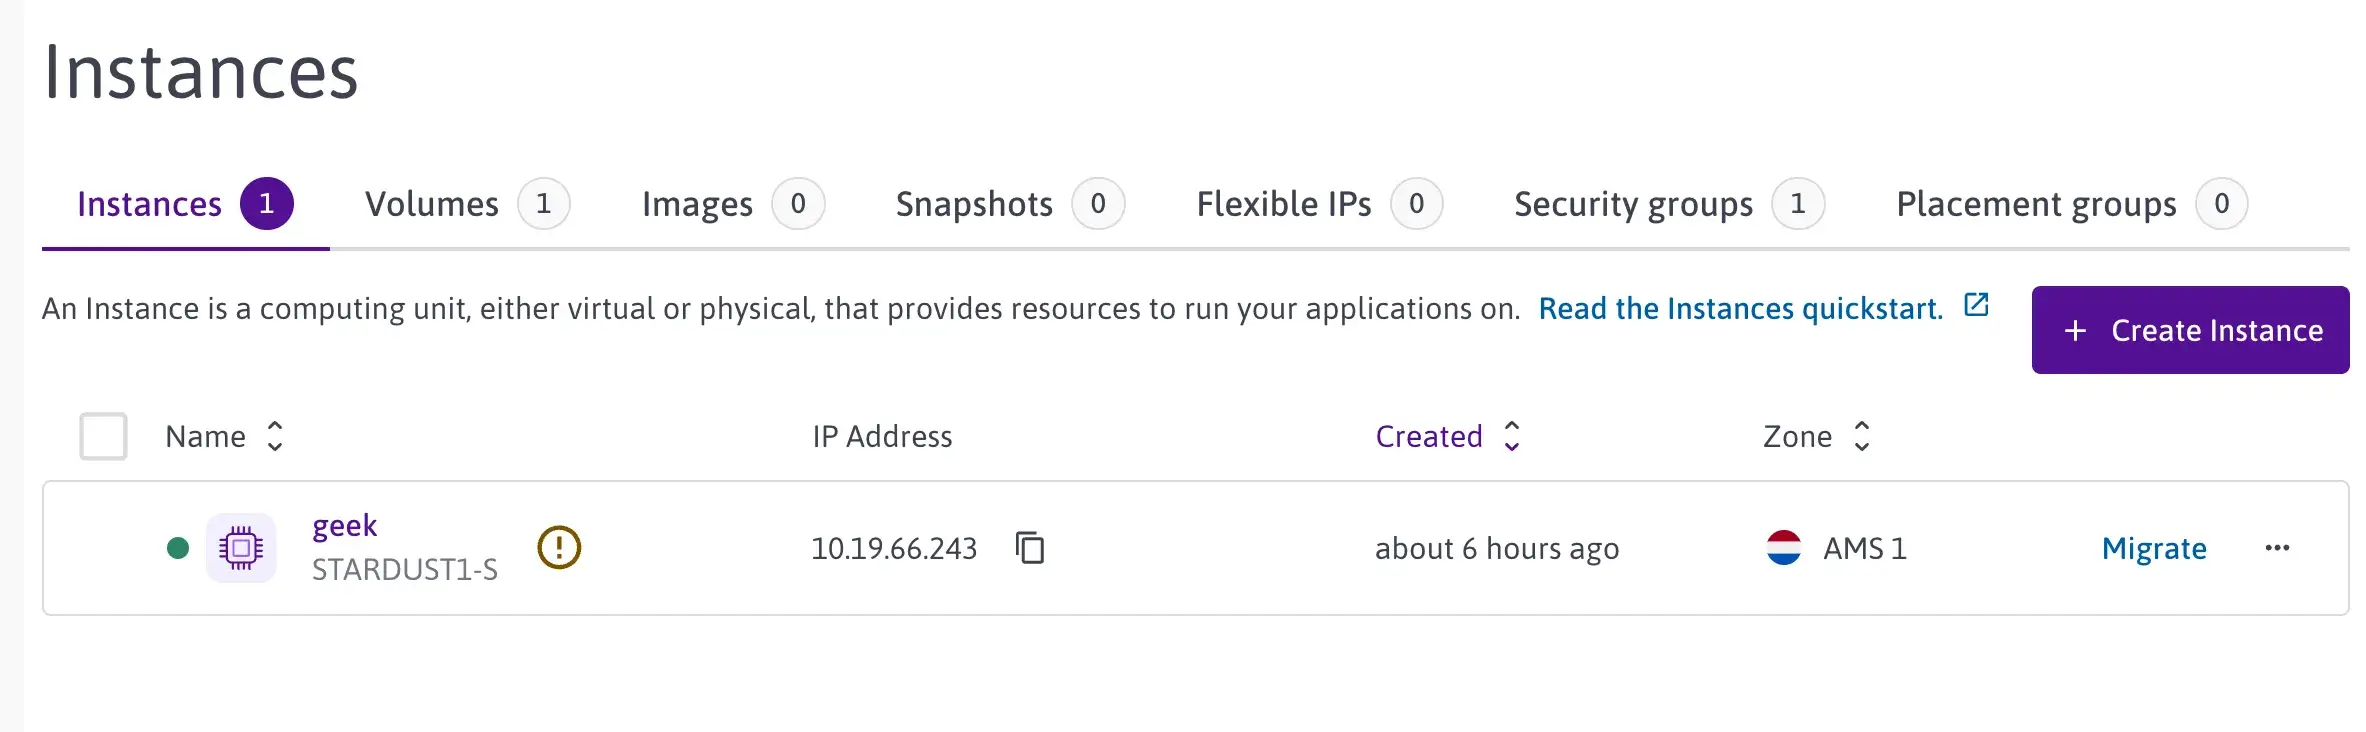 Instances
Instances 1 Volumes 1 Images 0 Snapshots 0 Flexible IPs 0 Security groups 1 Placement groups 0
An Instance is a computing unit, either virtual or physical, that provides resources to run your applications on. Read the Instances quickstart.
+ Create Instance
Name IP Address Created Zone
geek
STARDUST1-S
10.19.66.243 about 6 hours ago AMS 1 Migrate ...